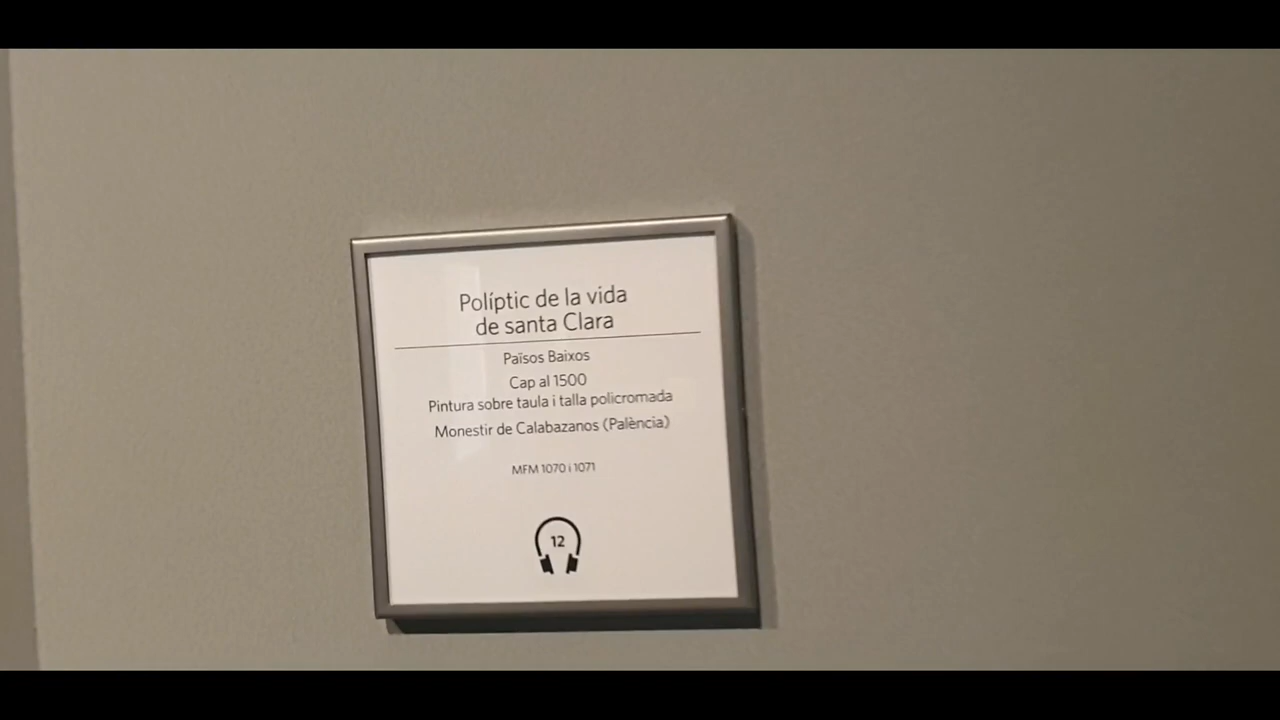 Políptic de la vida
de santa Clara
Països Baixos
Cap al 1500
Pintura sobre taula i talla policromada
Monestir de Calabazanos (Palència)
MFM 1070 i 1071
12